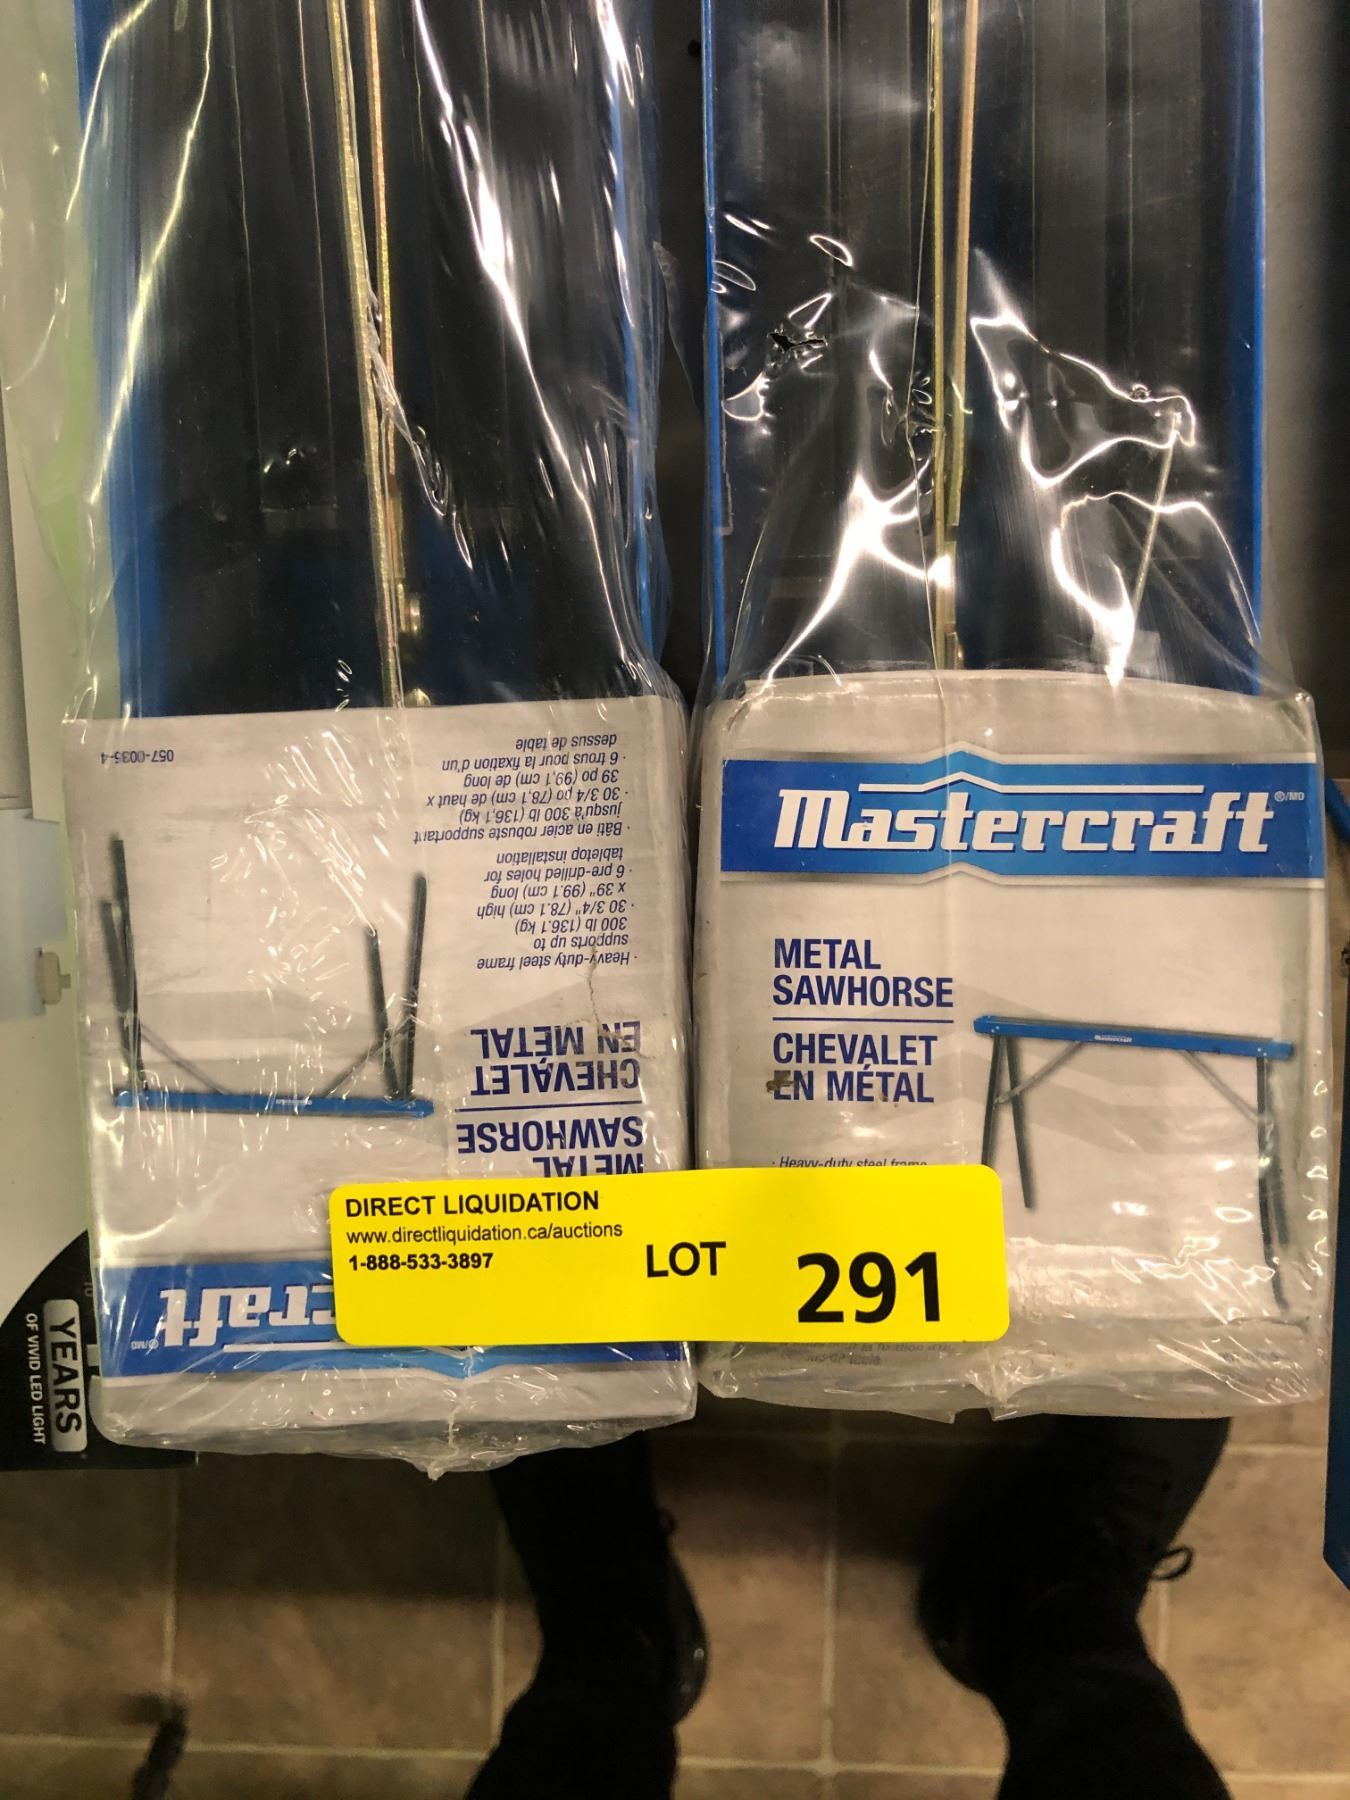 057-0035-4
Mastercraft
®/MD
METAL
SAWHORSE
CHEVALET
EN MÉTAL
· Heavy-duty steel frame
supports up to
300 lb (136.1 kg)
· 30 3/4" (78.1 cm) high
x 39" (99.1 cm) long
· 6 pre-drilled holes for
tabletop installation
· Bâti en acier robuste supportant
jusqu'à 300 lb (136,1 kg)
· 30 3/4 po (78,1 cm) de haut x
39 po (99,1 cm) de long
· 6 trous pour la fixation d'un
dessus de table
Mastercraft ®/MD
METAL
SAWHORSE
CHEVALET
EN MÉTAL
· Heavy-duty steel frame
DIRECT LIQUIDATION
www.directliquidation.ca/auctions
1-888-533-3897
LOT 291
YEARS
OF VIVID LED LIGHT